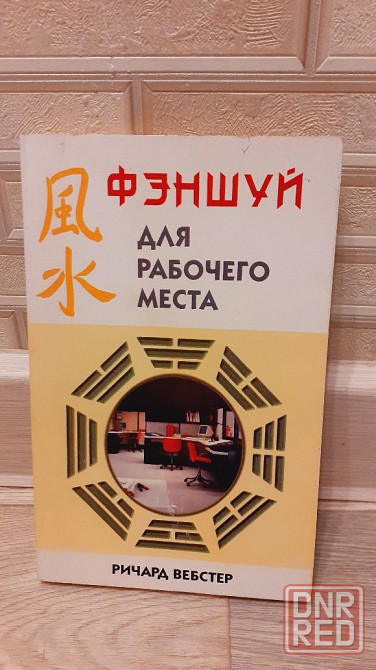 風水
ФЭНШУЙ
ДЛЯ
РАБОЧЕГО
МЕСТА
РИЧАРД ВЕБСТЕР
DNR
RED